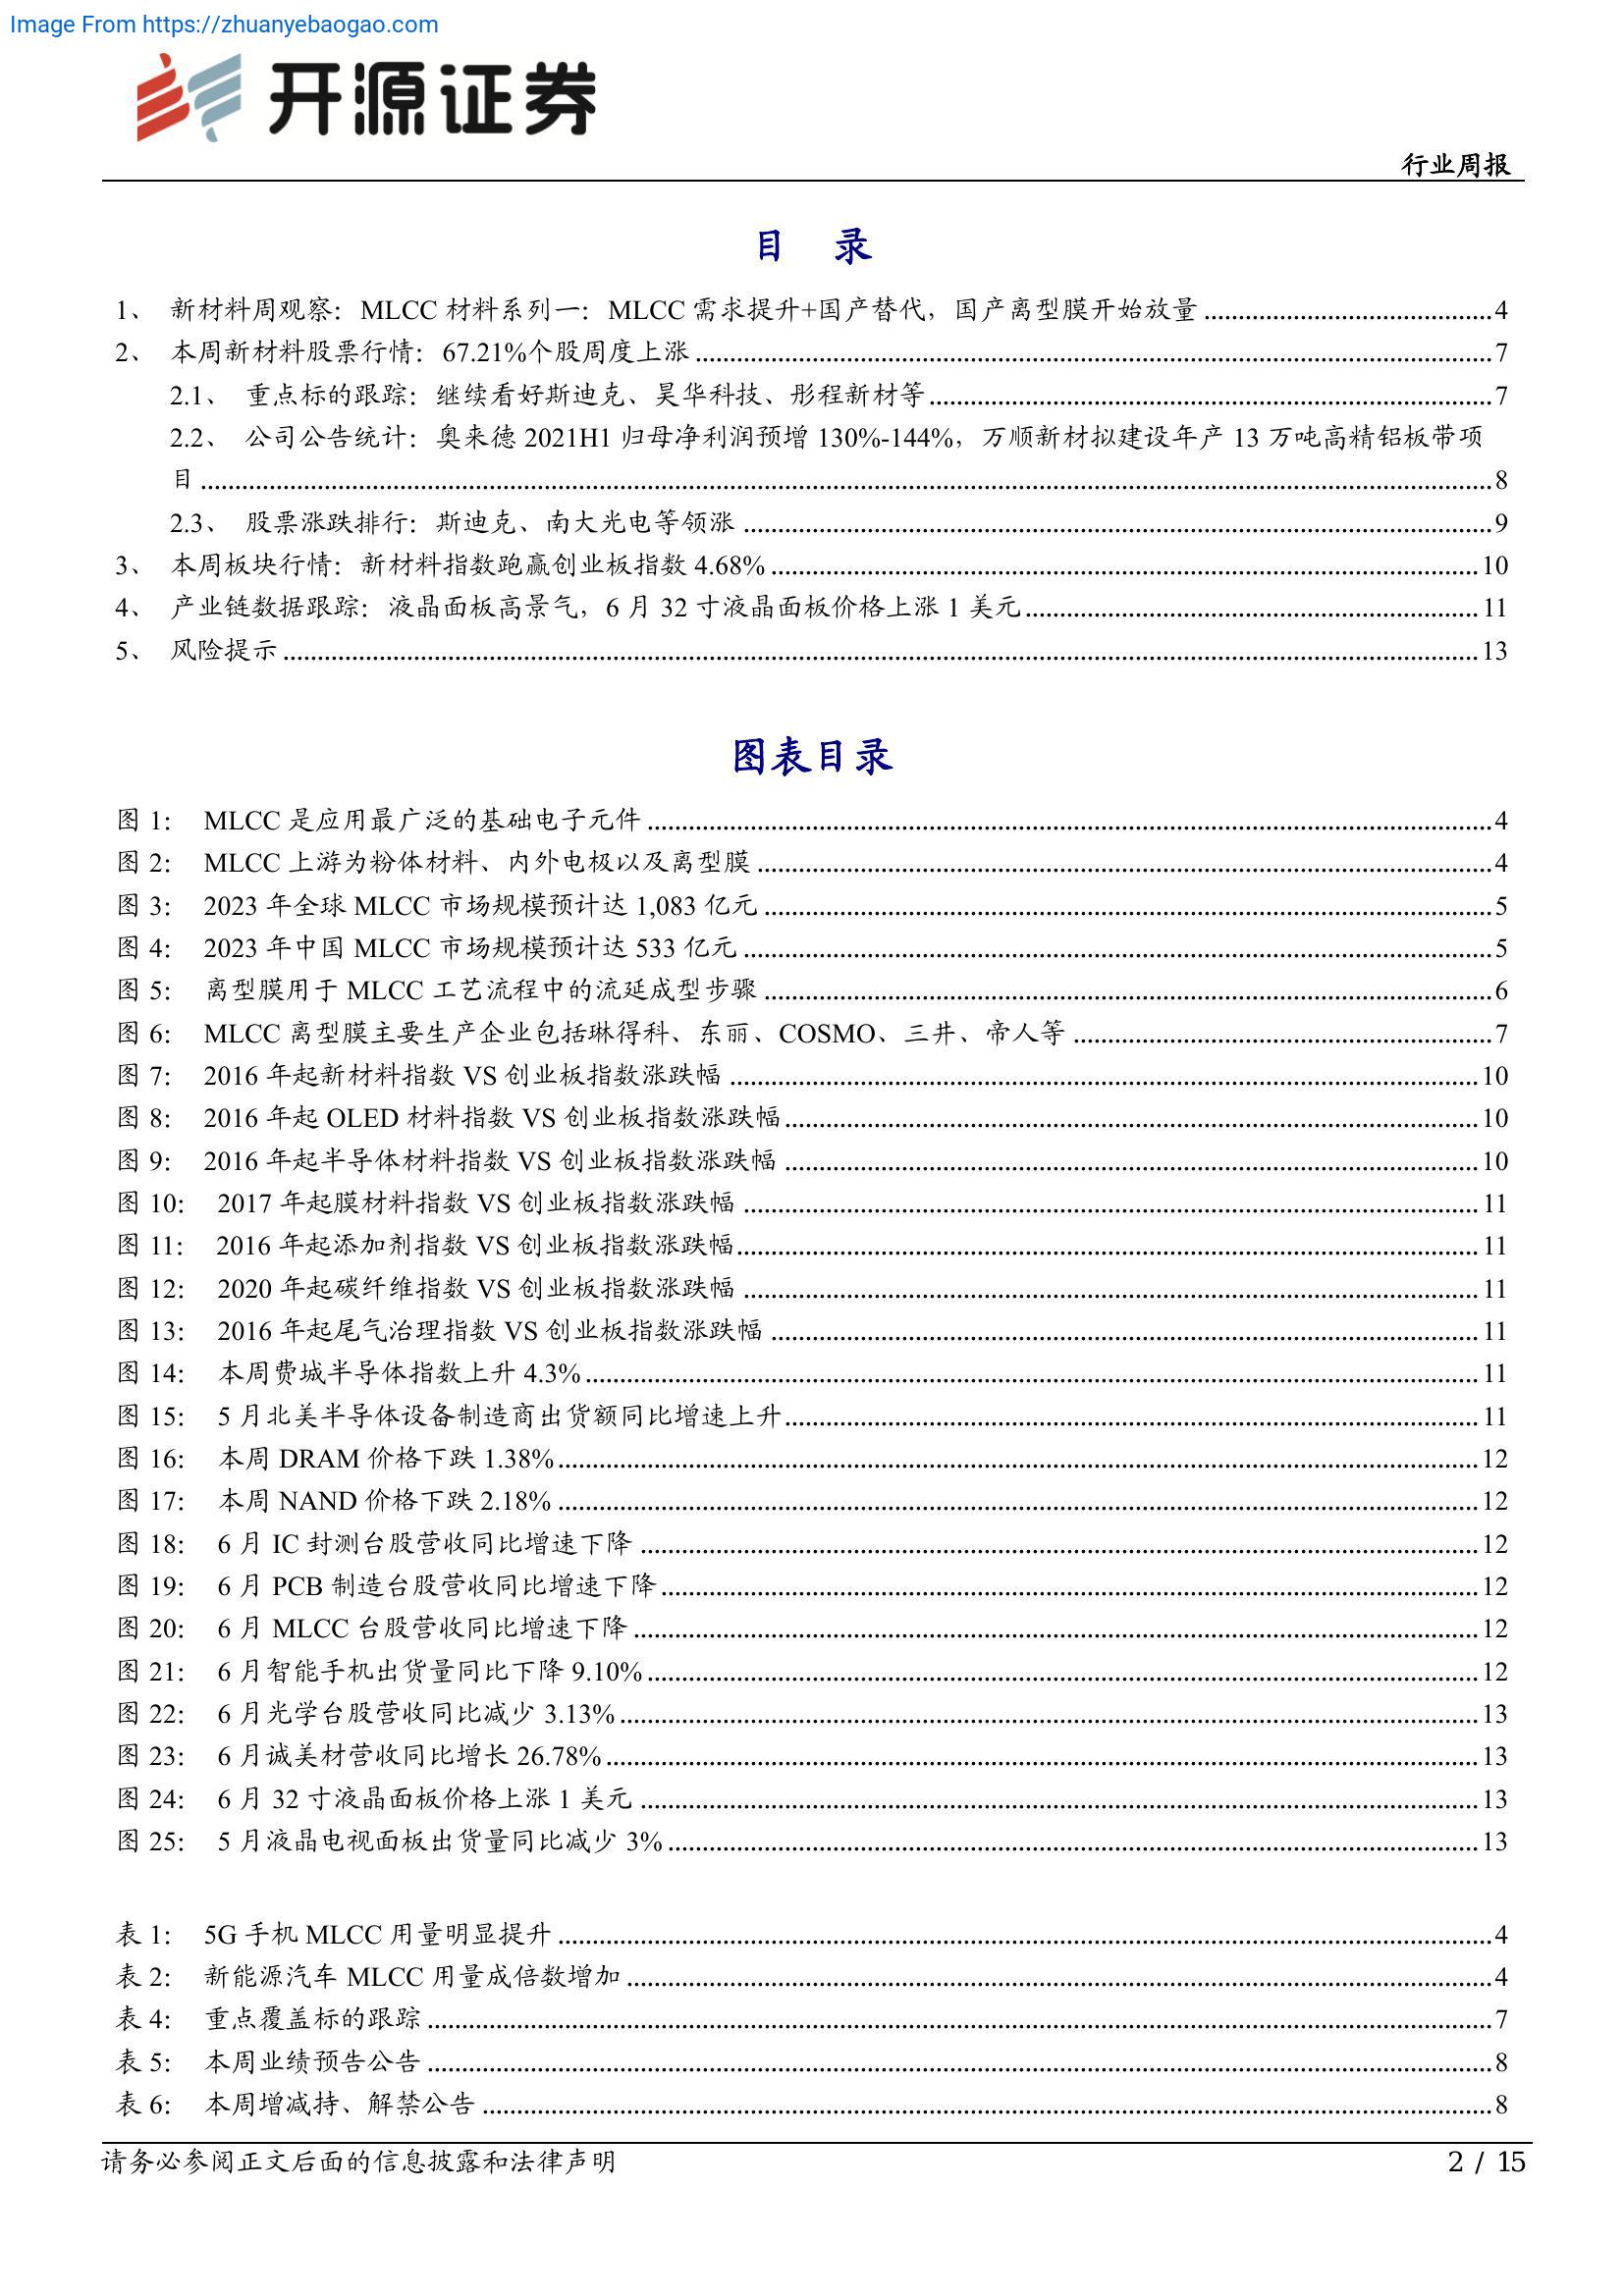 Image From https://zhuanyebaogao.com
开源证券
行业周报
目 录
1、 新材料周观察：MLCC 材料系列一：MLCC 需求提升+国产替代，国产离型膜开始放量 ........ 4
2、 本周新材料股票行情：67.21%个股周度上涨 ........ 7
2.1、 重点标的跟踪：继续看好斯迪克、昊华科技、彤程新材等 ........ 7
2.2、 公司公告统计：奥来德 2021H1 归母净利润预增 130%-144%，万顺新材拟建设年产 13 万吨高精铝板带项
目 ........ 8
2.3、 股票涨跌排行：斯迪克、南大光电等领涨 ........ 9
3、 本周板块行情：新材料指数跑赢创业板指数 4.68% ........ 10
4、 产业链数据跟踪：液晶面板高景气，6 月 32 寸液晶面板价格上涨 1 美元 ........ 11
5、 风险提示 ........ 13
图表目录
图 1： MLCC 是应用最广泛的基础电子元件 ........ 4
图 2： MLCC 上游为粉体材料、内外电极以及离型膜 ........ 4
图 3： 2023 年全球 MLCC 市场规模预计达 1,083 亿元 ........ 5
图 4： 2023 年中国 MLCC 市场规模预计达 533 亿元 ........ 5
图 5： 离型膜用于 MLCC 工艺流程中的流延成型步骤 ........ 6
图 6： MLCC 离型膜主要生产企业包括琳得科、东丽、COSMO、三井、帝人等 ........ 7
图 7： 2016 年起新材料指数 VS 创业板指数涨跌幅 ........ 10
图 8： 2016 年起 OLED 材料指数 VS 创业板指数涨跌幅 ........ 10
图 9： 2016 年起半导体材料指数 VS 创业板指数涨跌幅 ........ 10
图 10： 2017 年起膜材料指数 VS 创业板指数涨跌幅 ........ 11
图 11： 2016 年起添加剂指数 VS 创业板指数涨跌幅 ........ 11
图 12： 2020 年起碳纤维指数 VS 创业板指数涨跌幅 ........ 11
图 13： 2016 年起尾气治理指数 VS 创业板指数涨跌幅 ........ 11
图 14： 本周费城半导体指数上升 4.3% ........ 11
图 15： 5 月北美半导体设备制造商出货额同比增速上升 ........ 11
图 16： 本周 DRAM 价格下跌 1.38% ........ 12
图 17： 本周 NAND 价格下跌 2.18% ........ 12
图 18： 6 月 IC 封测台股营收同比增速下降 ........ 12
图 19： 6 月 PCB 制造台股营收同比增速下降 ........ 12
图 20： 6 月 MLCC 台股营收同比增速下降 ........ 12
图 21： 6 月智能手机出货量同比下降 9.10% ........ 12
图 22： 6 月光学台股营收同比减少 3.13% ........ 13
图 23： 6 月诚美材营收同比增长 26.78% ........ 13
图 24： 6 月 32 寸液晶面板价格上涨 1 美元 ........ 13
图 25： 5 月液晶电视面板出货量同比减少 3% ........ 13
表 1： 5G 手机 MLCC 用量明显提升 ........ 4
表 2： 新能源汽车 MLCC 用量成倍数增加 ........ 4
表 4： 重点覆盖标的跟踪 ........ 7
表 5： 本周业绩预告公告 ........ 8
表 6： 本周增减持、解禁公告 ........ 8
请务必参阅正文后面的信息披露和法律声明
2 / 15